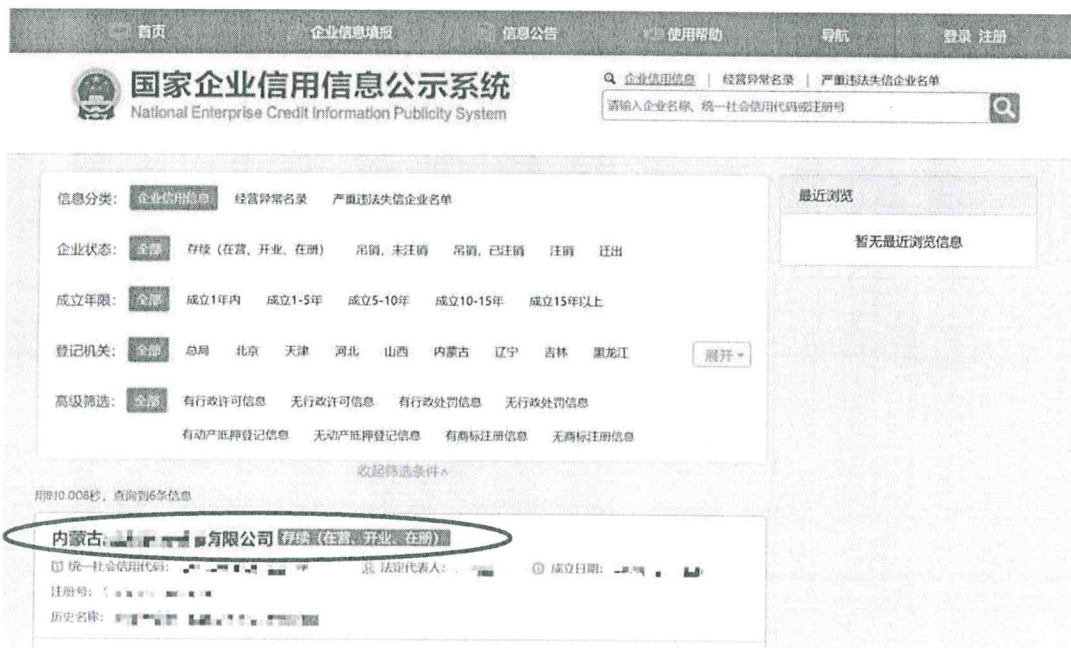 首页 企业信息填报 信息公告 使用帮助 导航 登录 注册
国家企业信用信息公示系统
National Enterprise Credit Information Publicity System
企业信用信息 | 经营异常名录 | 严重违法失信企业名单
请输入企业名称、统一社会信用代码或注册号
信息分类: 企业信用信息 经营异常名录 严重违法失信企业名单
企业状态: 全部 存续(在营、开业、在册) 吊销,未注销 吊销,已注销 注销 迁出
成立年限: 全部 成立1年内 成立1-5年 成立5-10年 成立10-15年 成立15年以上
登记机关: 全部 总局 北京 天津 河北 山西 内蒙古 辽宁 吉林 黑龙江 展开
高级筛选: 全部 有行政许可信息 无行政许可信息 有行政处罚信息 无行政处罚信息
有动产抵押登记信息 无动产抵押登记信息 有商标注册信息 无商标注册信息
收起筛选条件
最近浏览
暂无最近浏览信息
用时0.008秒,查询到6条信息
内蒙古 有限公司 存续(在营、开业、在册)
统一社会信用代码: 法定代表人: 成立日期:
注册号:
历史名称: